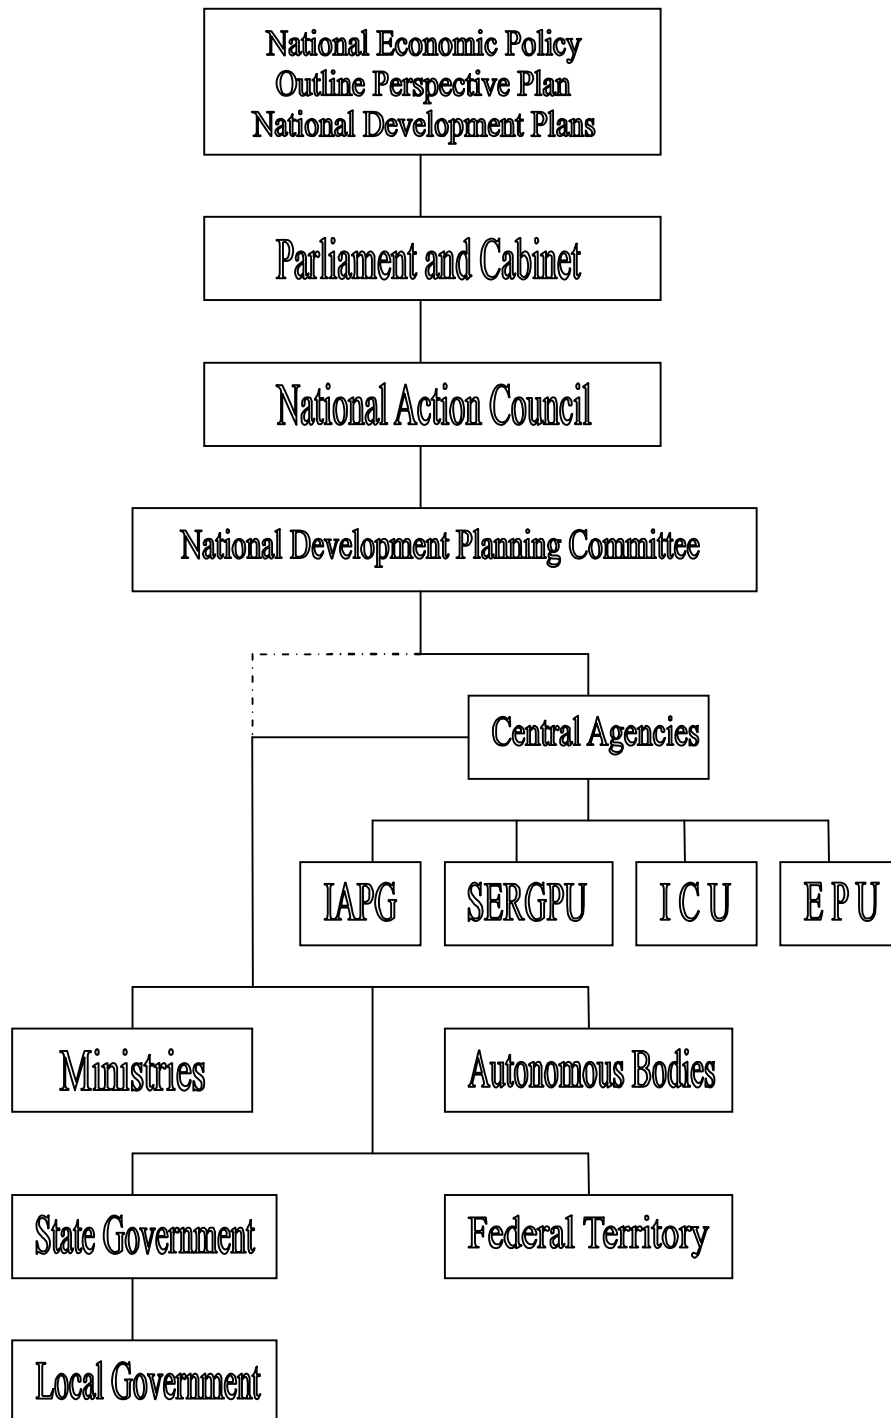 National Economic Policy
Outline Perspective Plan
National Development Plans
Parliament and Cabinet
National Action Council
National Development Planning Committee
Central Agencies
IAPG
SERGPU
I C U
E P U
Ministries
Autonomous Bodies
State Government
Federal Territory
Local Government